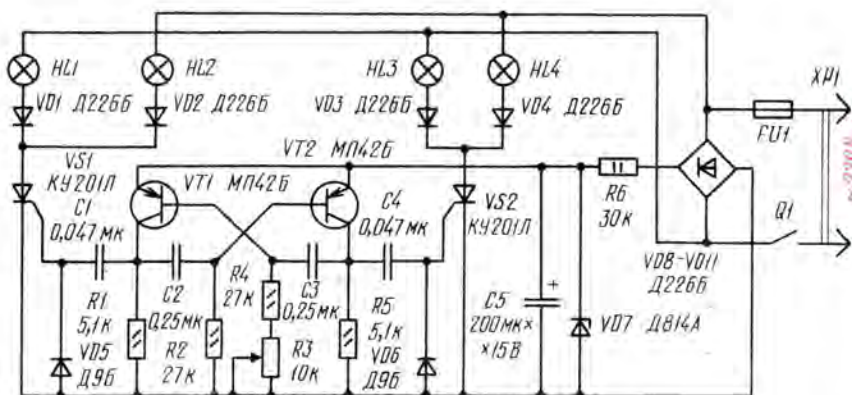 HL1
HL2
HL3
HL4
XP1
VD1 Д226Б
VD2 Д226Б
VD3 Д226Б
VD4 Д226Б
FU1
~220В
VS1
КУ201Л
VT1 МП42Б
VT2 МП42Б
VS2
КУ201Л
R6
30к
Q1
C1
0,047мк
C4
0,047мк
VD8-VD11
Д226Б
R1
5,1к
C2
0,25мк
R4
27к
C3
0,25мк
R5
5,1к
C5
200мк×
×15В
+
VD7 Д814А
VD5
Д9Б
R2
27к
R3
10к
VD6
Д9Б